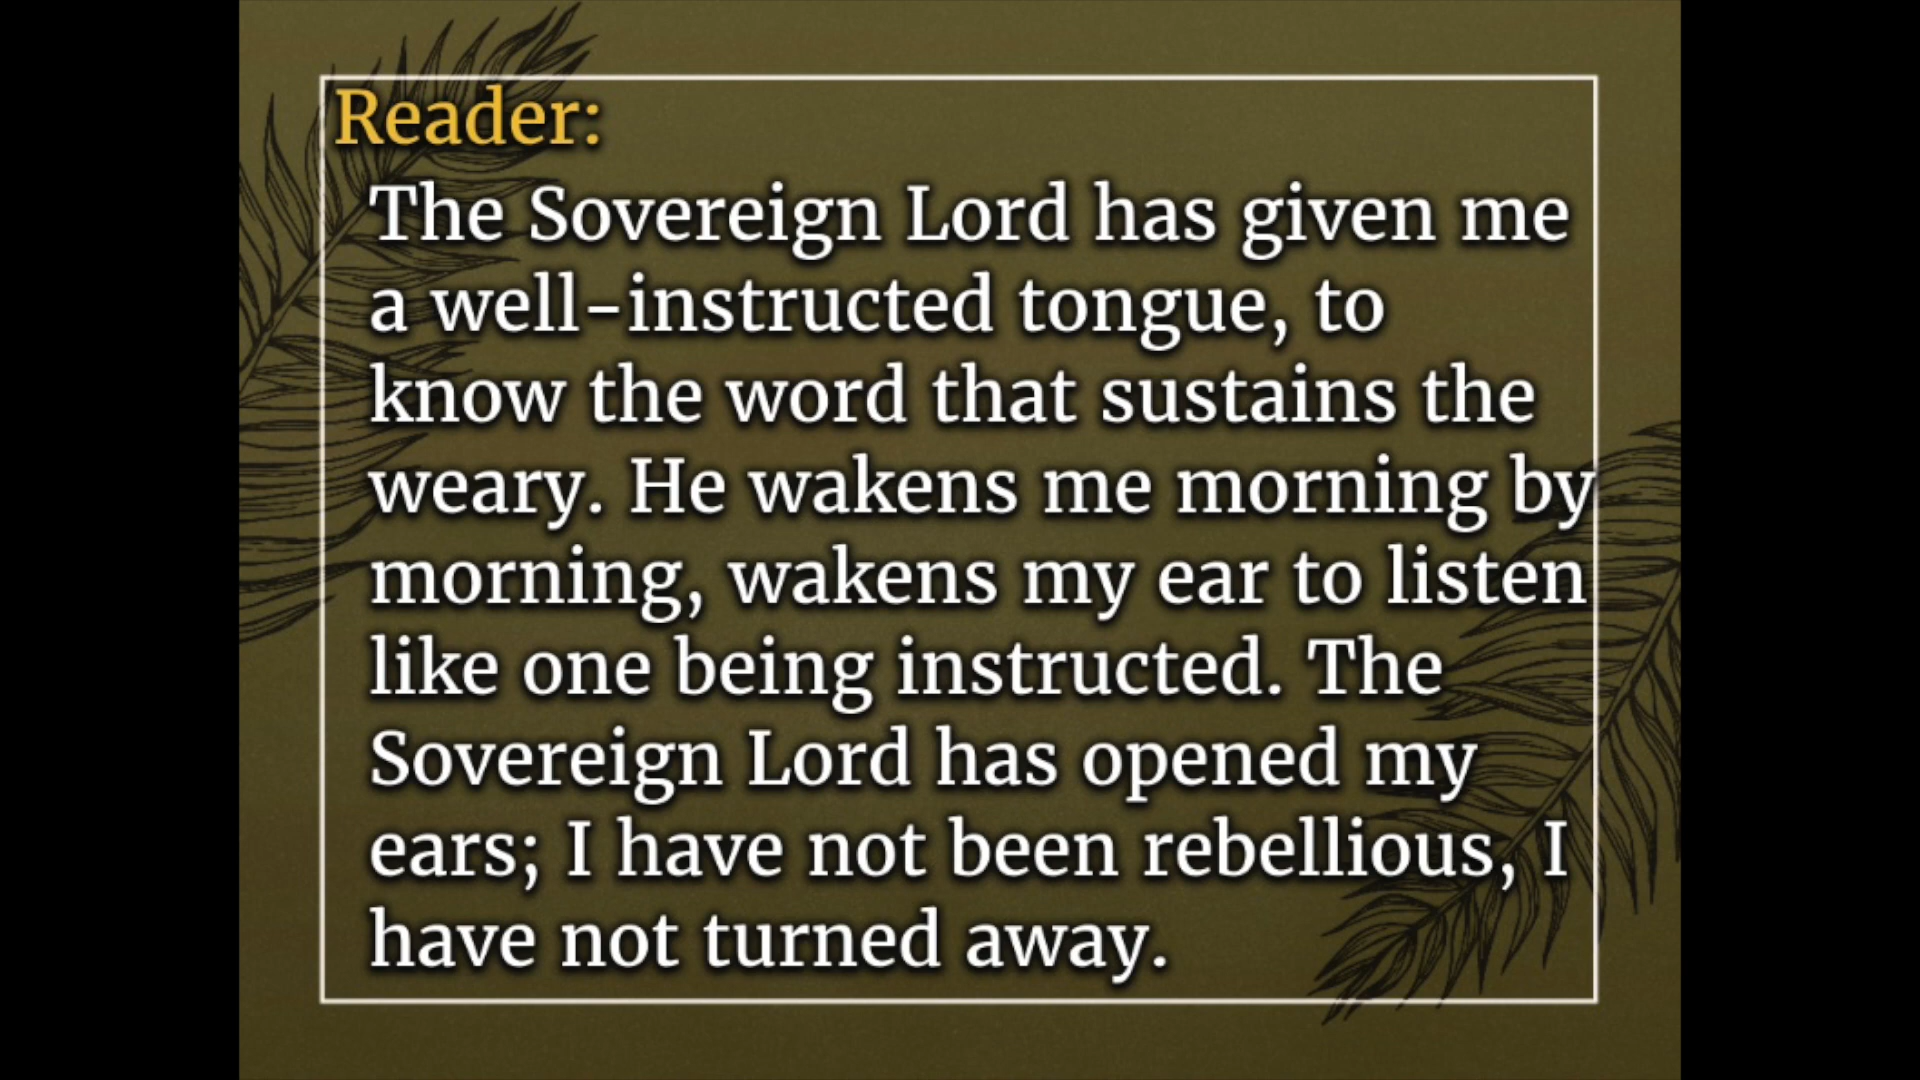 Reader:
The Sovereign Lord has given me
a well-instructed tongue, to
know the word that sustains the
weary. He wakens me morning by
morning, wakens my ear to listen
like one being instructed. The
Sovereign Lord has opened my
ears; I have not been rebellious, I
have not turned away.